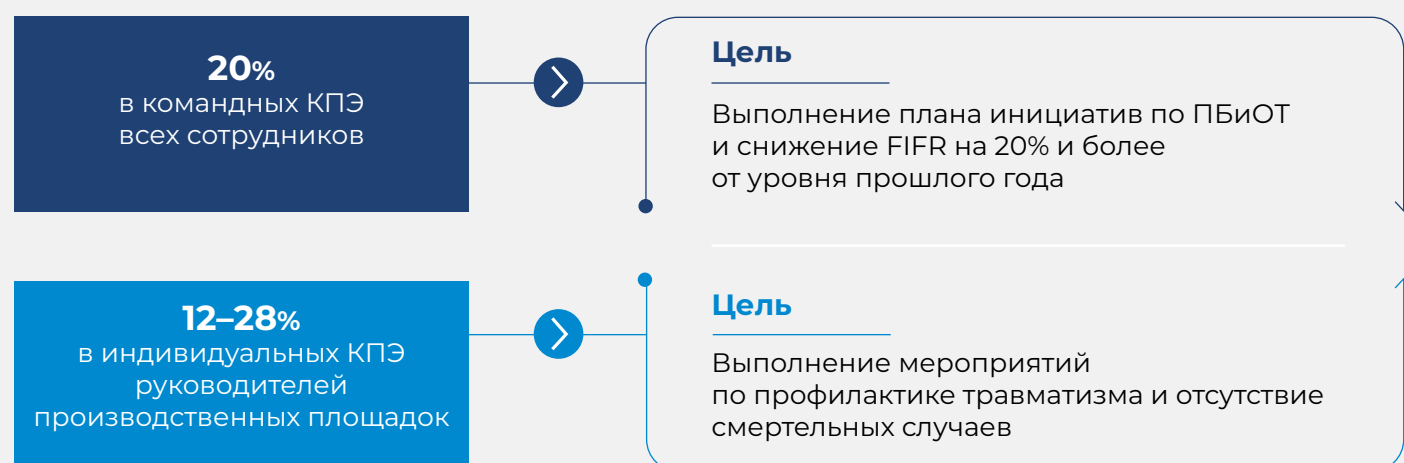 20%
в командных КПЭ
всех сотрудников
Цель
Выполнение плана инициатив по ПБиОТ
и снижение FIFR на 20% и более
от уровня прошлого года
12–28%
в индивидуальных КПЭ
руководителей
производственных площадок
Цель
Выполнение мероприятий
по профилактике травматизма и отсутствие
смертельных случаев